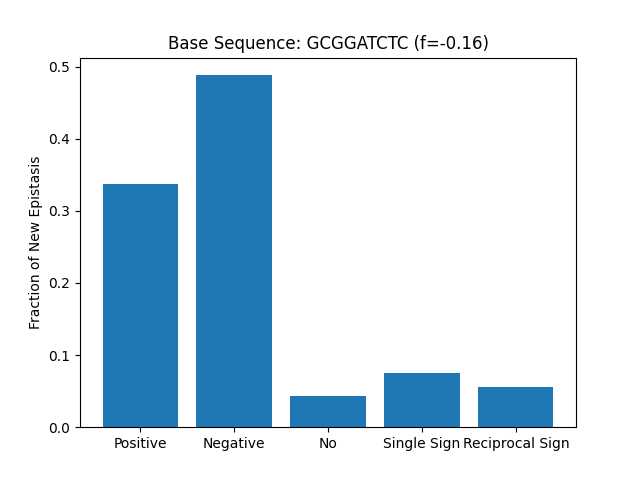 Base Sequence: GCGGATCTC (f=-0.16)
Fraction of New Epistasis
0.5
0.4
0.3
0.2
0.1
0.0
Positive Negative No Single Sign Reciprocal Sign